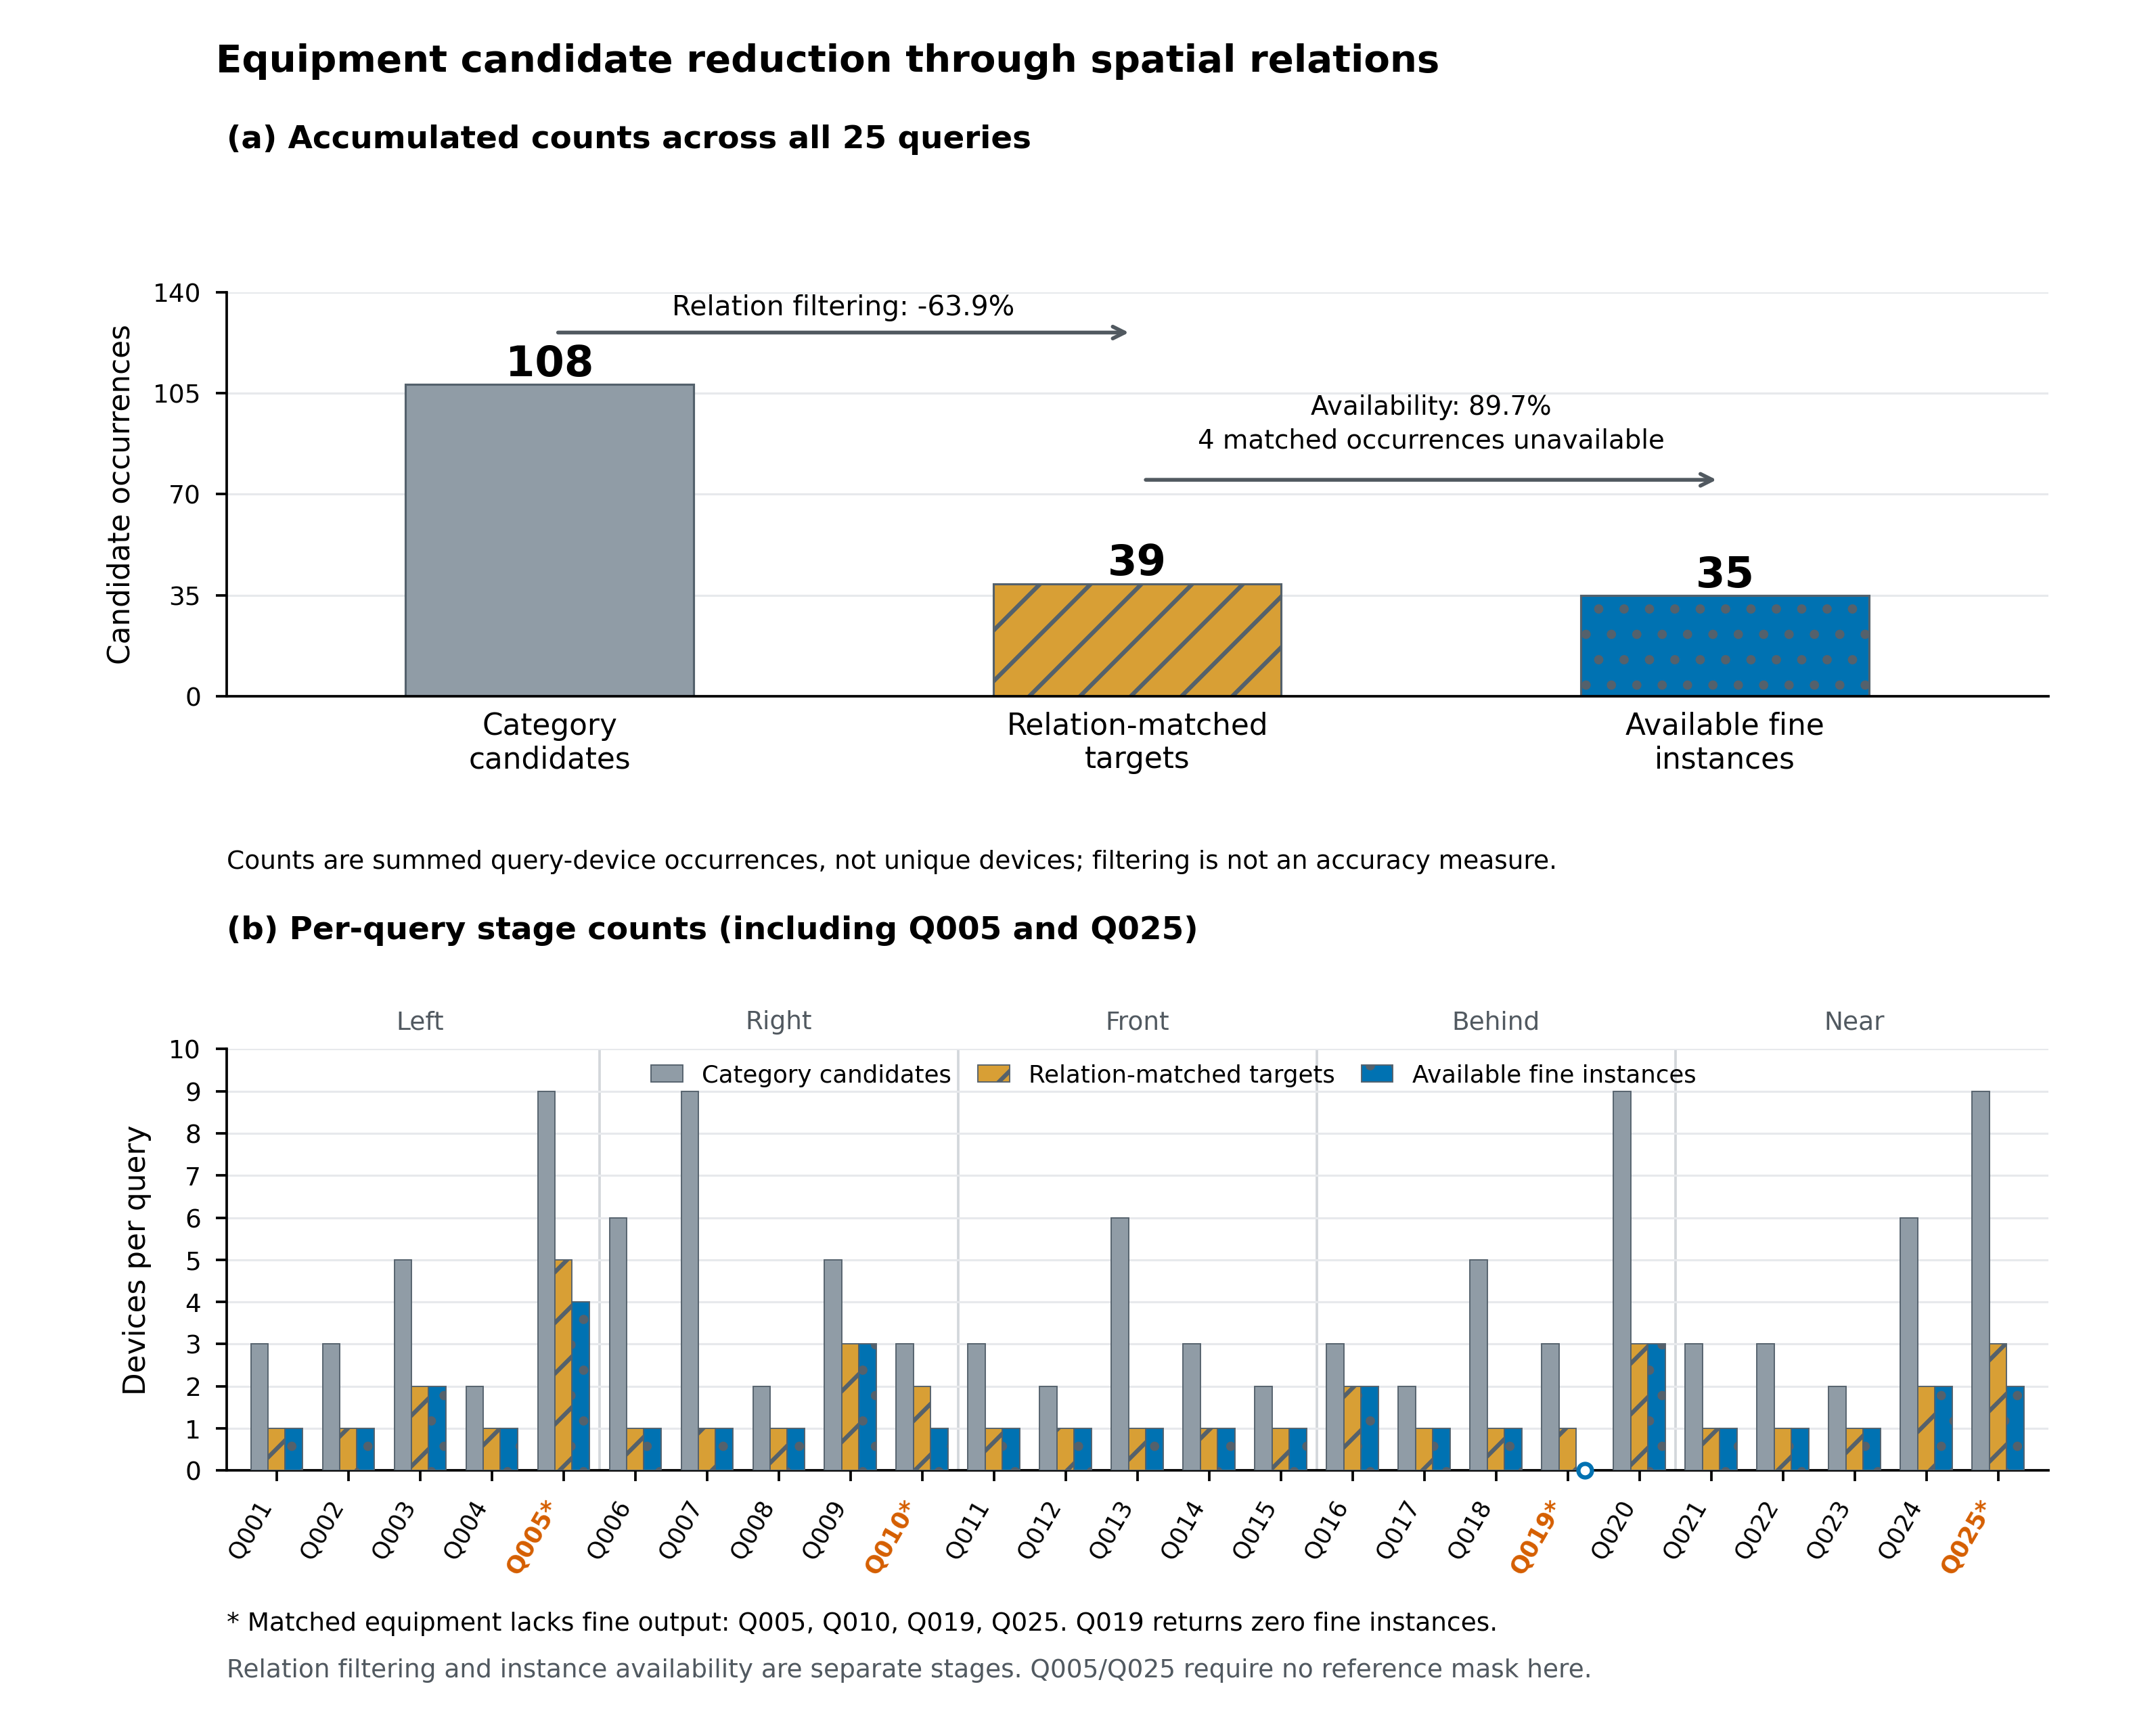 Equipment candidate reduction through spatial relations
(a) Accumulated counts across all 25 queries
Candidate occurrences
140
105
70
35
0
Relation filtering: -63.9%
108
Availability: 89.7%
4 matched occurrences unavailable
39
35
Category
candidates
Relation-matched
targets
Available fine
instances
Counts are summed query-device occurrences, not unique devices; filtering is not an accuracy measure.
(b) Per-query stage counts (including Q005 and Q025)
Left
Right
Front
Behind
Near
Category candidates
Relation-matched targets
Available fine instances
Devices per query
10
9
8
7
6
5
4
3
2
1
0
Q001
Q002
Q003
Q004
Q005*
Q006
Q007
Q008
Q009
Q010*
Q011
Q012
Q013
Q014
Q015
Q016
Q017
Q018
Q019*
Q020
Q021
Q022
Q023
Q024
Q025*
* Matched equipment lacks fine output: Q005, Q010, Q019, Q025. Q019 returns zero fine instances.
Relation filtering and instance availability are separate stages. Q005/Q025 require no reference mask here.